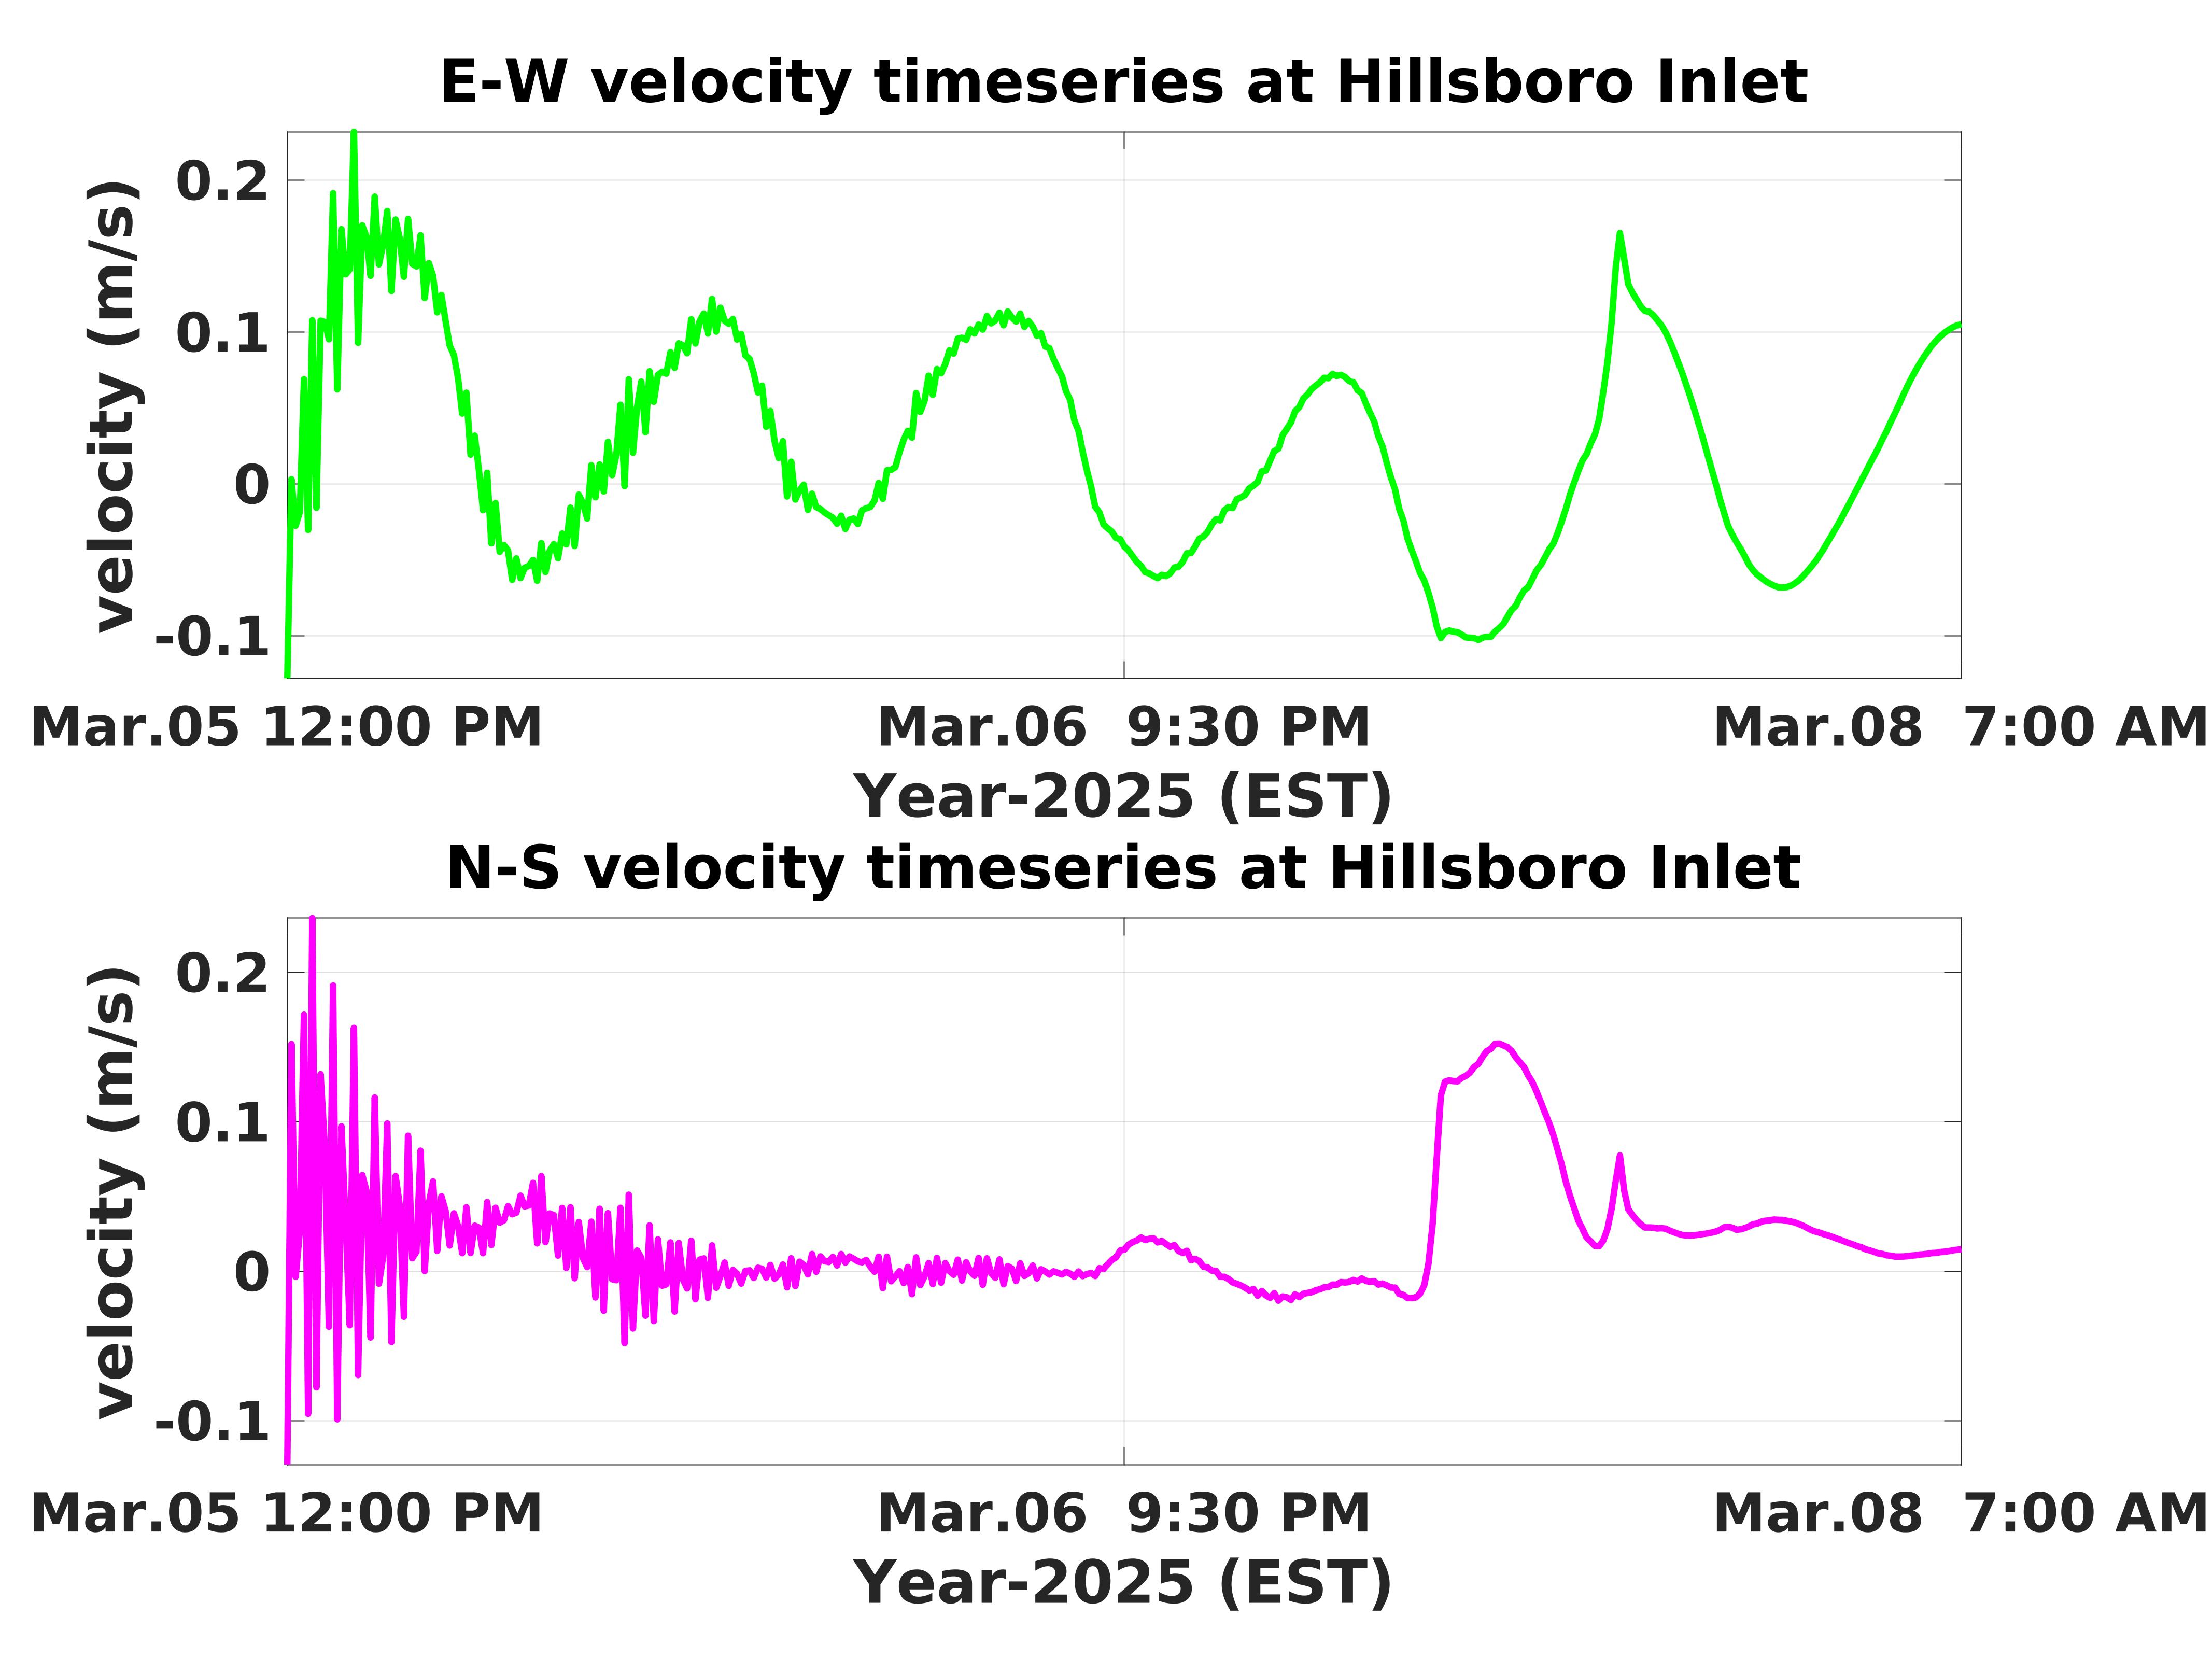 E-W velocity timeseries at Hillsboro Inlet
velocity (m/s)
0.2
0.1
0
-0.1
Mar.05 12:00 PM Mar.06  9:30 PM Mar.08  7:00 AM
Year-2025 (EST)
N-S velocity timeseries at Hillsboro Inlet
velocity (m/s)
0.2
0.1
0
-0.1
Mar.05 12:00 PM Mar.06  9:30 PM Mar.08  7:00 AM
Year-2025 (EST)